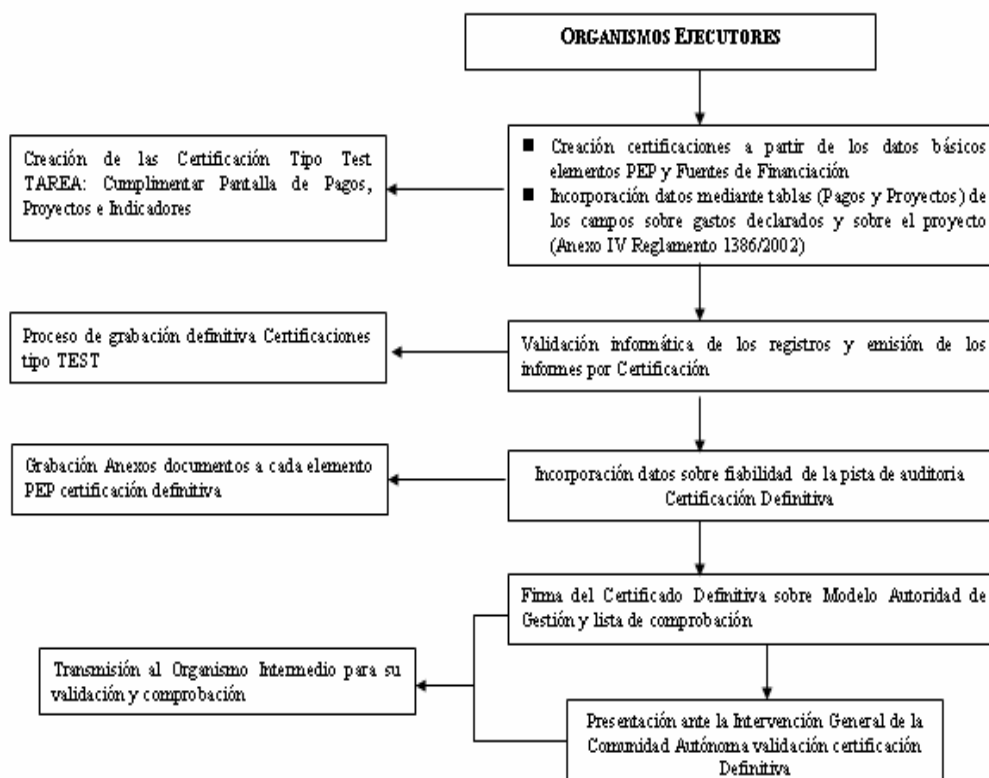 ORGANISMOS EJECUTORES
■ Creación certificaciones a partir de los datos básicos
elementos PEP y Fuentes de Financiación
■ Incorporación datos mediante tablas (Pagos y Proyectos) de
los campos sobre gastos declarados y sobre el proyecto
(Anexo IV Reglamento 1386/2002)
Creación de las Certificación Tipo Test
TAREA: Cumplimentar Pantalla de Pagos,
Proyectos e Indicadores
Validación informática de los registros y emisión de los
informes por Certificación
Proceso de grabación definitiva Certificaciones
tipo TEST
Incorporación datos sobre fiabilidad de la pista de auditoria
Certificación Definitiva
Grabación Anexos documentos a cada elemento
PEP certificación definitiva
Firma del Certificado Definitiva sobre Modelo Autoridad de
Gestión y lista de comprobación
Transmisión al Organismo Intermedio para su
validación y comprobación
Presentación ante la Intervención General de la
Comunidad Autónoma validación certificación
Definitiva